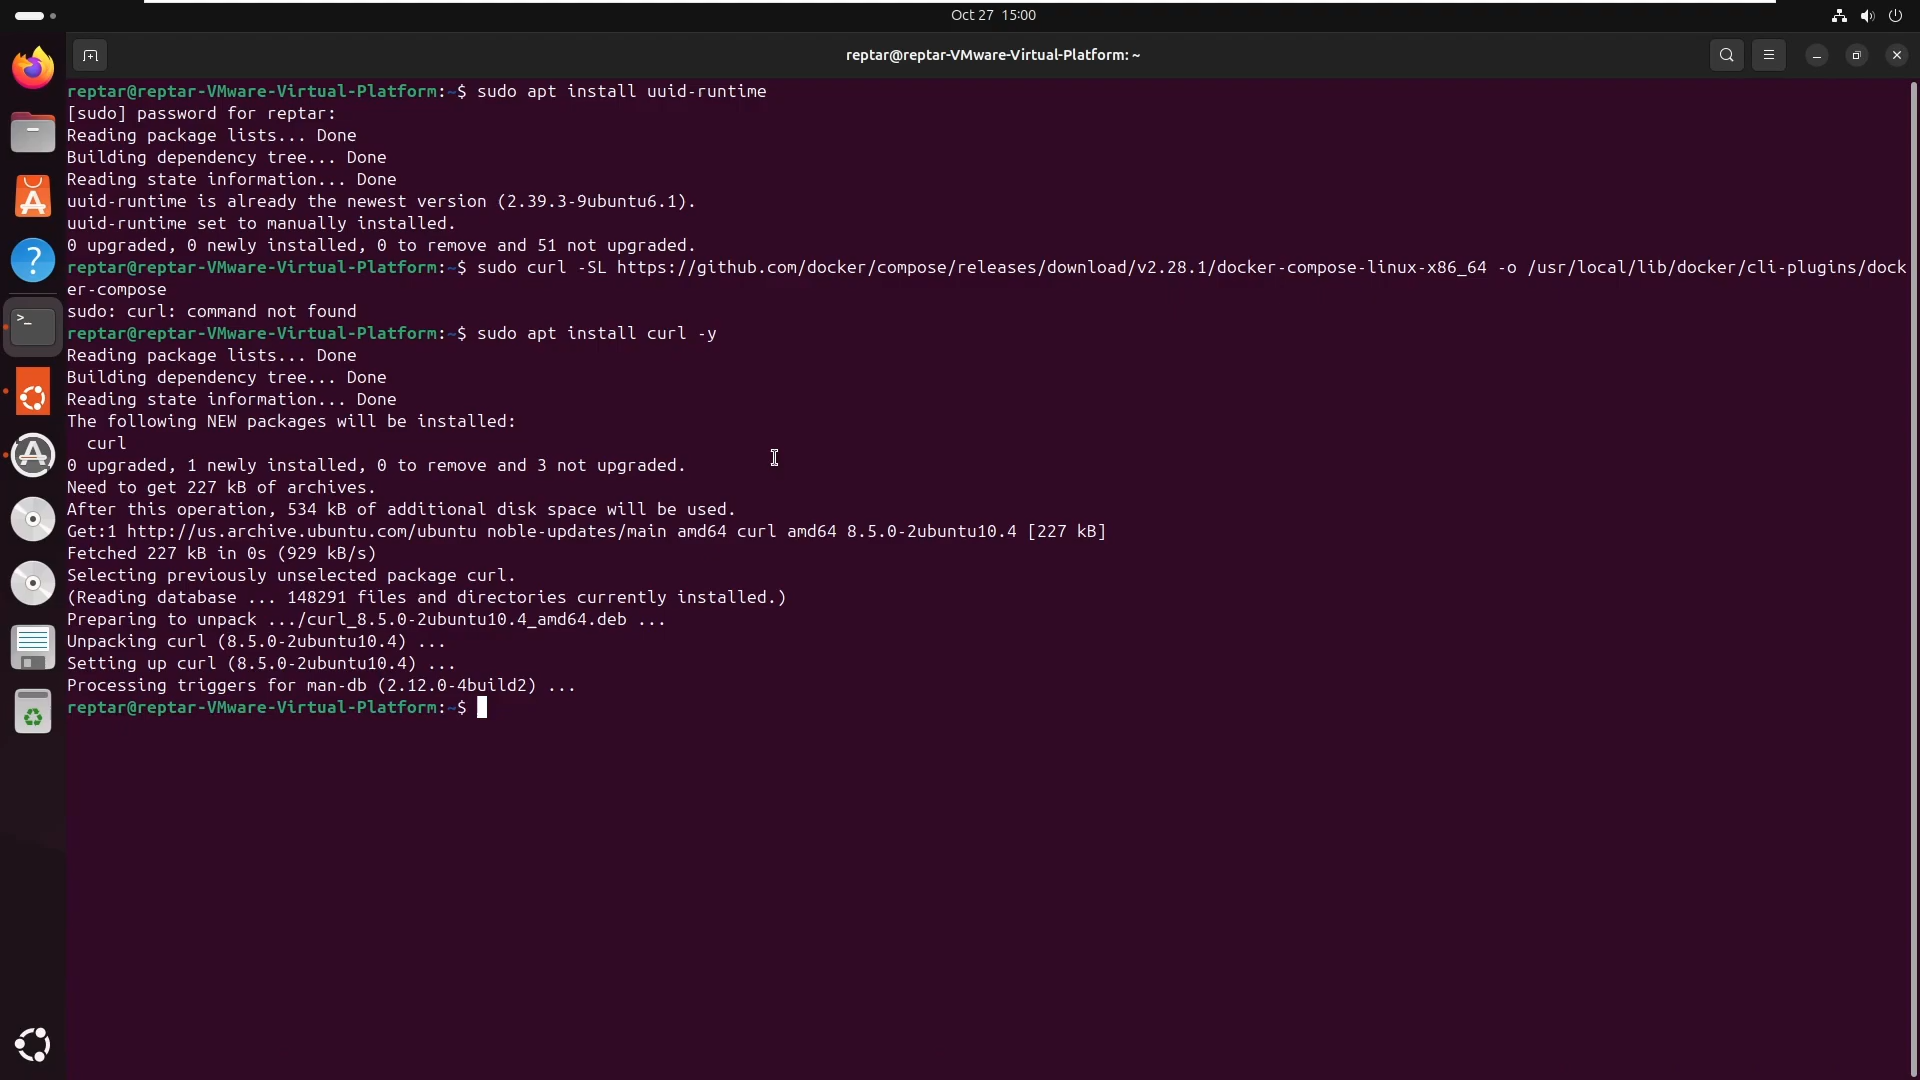 Oct 27 15:00
reptar@reptar-VMware-Virtual-Platform: ~
reptar@reptar-VMware-Virtual-Platform:~$ sudo apt install uuid-runtime
[sudo] password for reptar:
Reading package lists... Done
Building dependency tree... Done
Reading state information... Done
uuid-runtime is already the newest version (2.39.3-9ubuntu6.1).
uuid-runtime set to manually installed.
0 upgraded, 0 newly installed, 0 to remove and 51 not upgraded.
reptar@reptar-VMware-Virtual-Platform:~$ sudo curl -SL https://github.com/docker/compose/releases/download/v2.28.1/docker-compose-linux-x86_64 -o /usr/local/lib/docker/cli-plugins/dock
er-compose
sudo: curl: command not found
reptar@reptar-VMware-Virtual-Platform:~$ sudo apt install curl -y
Reading package lists... Done
Building dependency tree... Done
Reading state information... Done
The following NEW packages will be installed:
  curl
0 upgraded, 1 newly installed, 0 to remove and 3 not upgraded.
Need to get 227 kB of archives.
After this operation, 534 kB of additional disk space will be used.
Get:1 http://us.archive.ubuntu.com/ubuntu noble-updates/main amd64 curl amd64 8.5.0-2ubuntu10.4 [227 kB]
Fetched 227 kB in 0s (929 kB/s)
Selecting previously unselected package curl.
(Reading database ... 148291 files and directories currently installed.)
Preparing to unpack .../curl_8.5.0-2ubuntu10.4_amd64.deb ...
Unpacking curl (8.5.0-2ubuntu10.4) ...
Setting up curl (8.5.0-2ubuntu10.4) ...
Processing triggers for man-db (2.12.0-4build2) ...
reptar@reptar-VMware-Virtual-Platform:~$